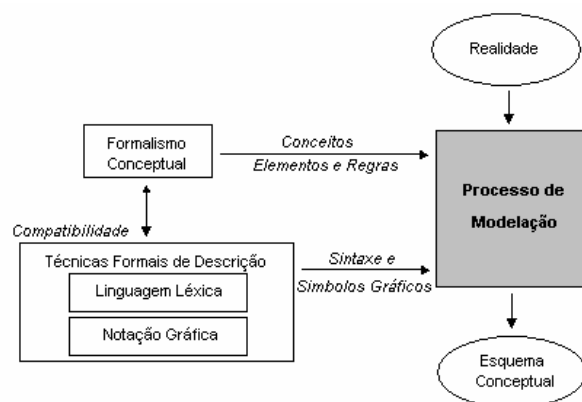 Realidade
Formalismo
Conceptual
Conceitos
Elementos e Regras
Processo de
Modelação
Compatibilidade
Técnicas Formais de Descrição
Linguagem Léxica
Notação Gráfica
Sintaxe e
Símbolos Gráficos
Esquema
Conceptual